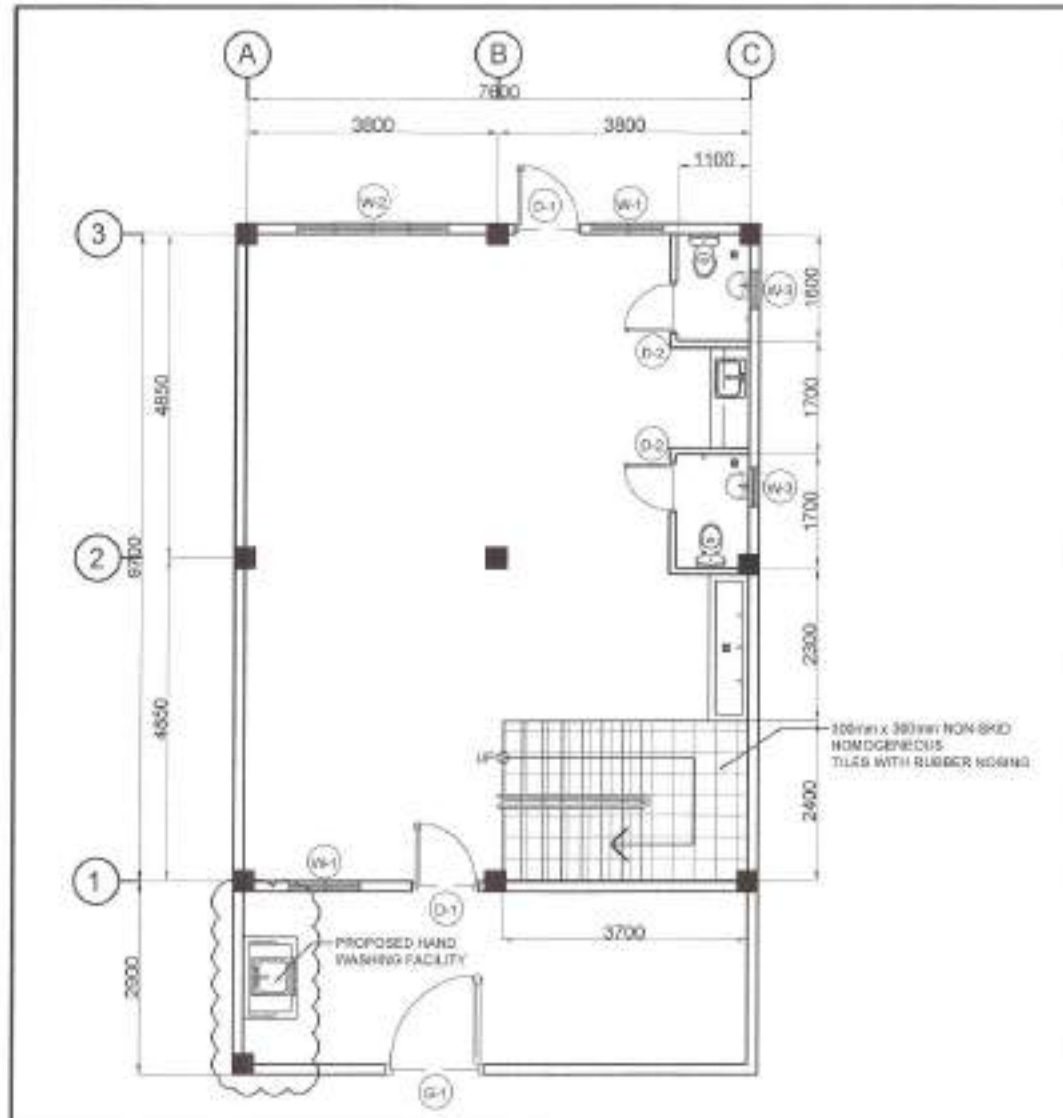 A
B
C
7600
3800
3800
1100
W-2
D-1
W-1
3
W-3
1600
D-2
4850
1700
D-2
W-3
1700
2
9700
2300
300mm x 300mm NON-SKID
HOMOGENEOUS
TILES WITH RUBBER NOSING
UP
4850
2400
1
W-1
D-1
3700
PROPOSED HAND
WASHING FACILITY
2900
G-1